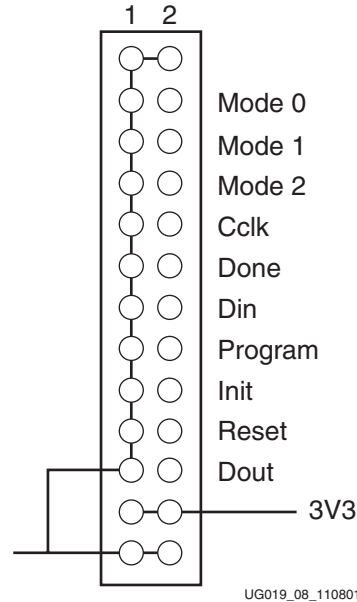 1 2
Mode 0
Mode 1
Mode 2
Cclk
Done
Din
Program
Init
Reset
Dout
3V3
UG019_08_110801